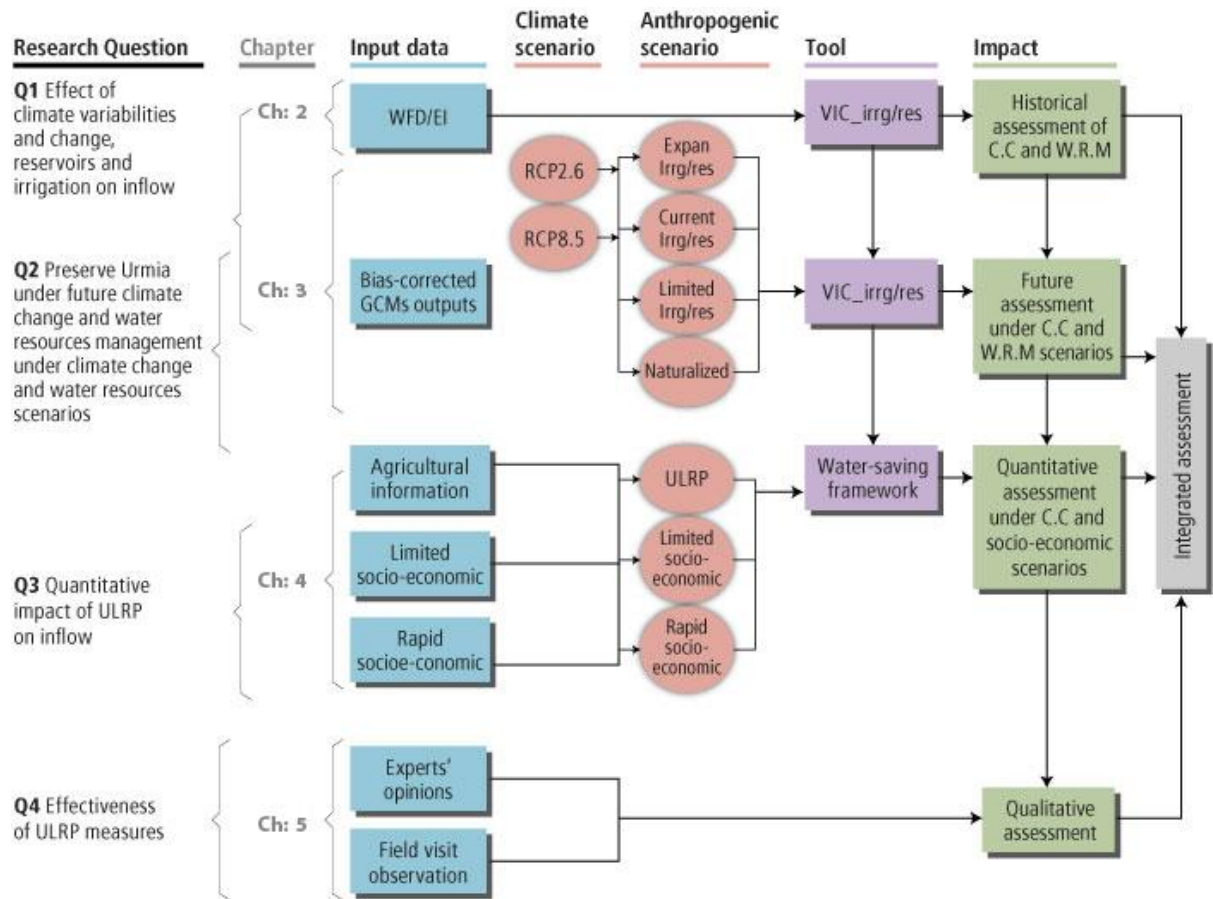 Research Question
Chapter
Input data
Climate
scenario
Anthropogenic
scenario
Tool
Impact
Q1 Effect of
climate variabilities
and change,
reservoirs and
irrigation on inflow
Q2 Preserve Urmia
under future climate
change and water
resources management
under climate change
and water resources
scenarios
Q3 Quantitative
impact of ULRP
on inflow
Q4 Effectiveness
of ULRP measures
Ch: 2
Ch: 3
Ch: 4
Ch: 5
WFD/EI
Bias-corrected
GCMs outputs
Agricultural
information
Limited
socio-economic
Rapid
socioe-conomic
Experts'
opinions
Field visit
observation
RCP2.6
RCP8.5
Expan
Irrg/res
Current
Irrg/res
Limited
Irrg/res
Naturalized
ULRP
Limited
socio-
economic
Rapid
socio-
economic
VIC_irrg/res
VIC_irrg/res
Water-saving
framework
Historical
assessment of
C.C and W.R.M
Future
assessment
under C.C and
W.R.M scenarios
Quantitative
assessment
under C.C and
socio-economic
scenarios
Qualitative
assessment
Integrated assessment